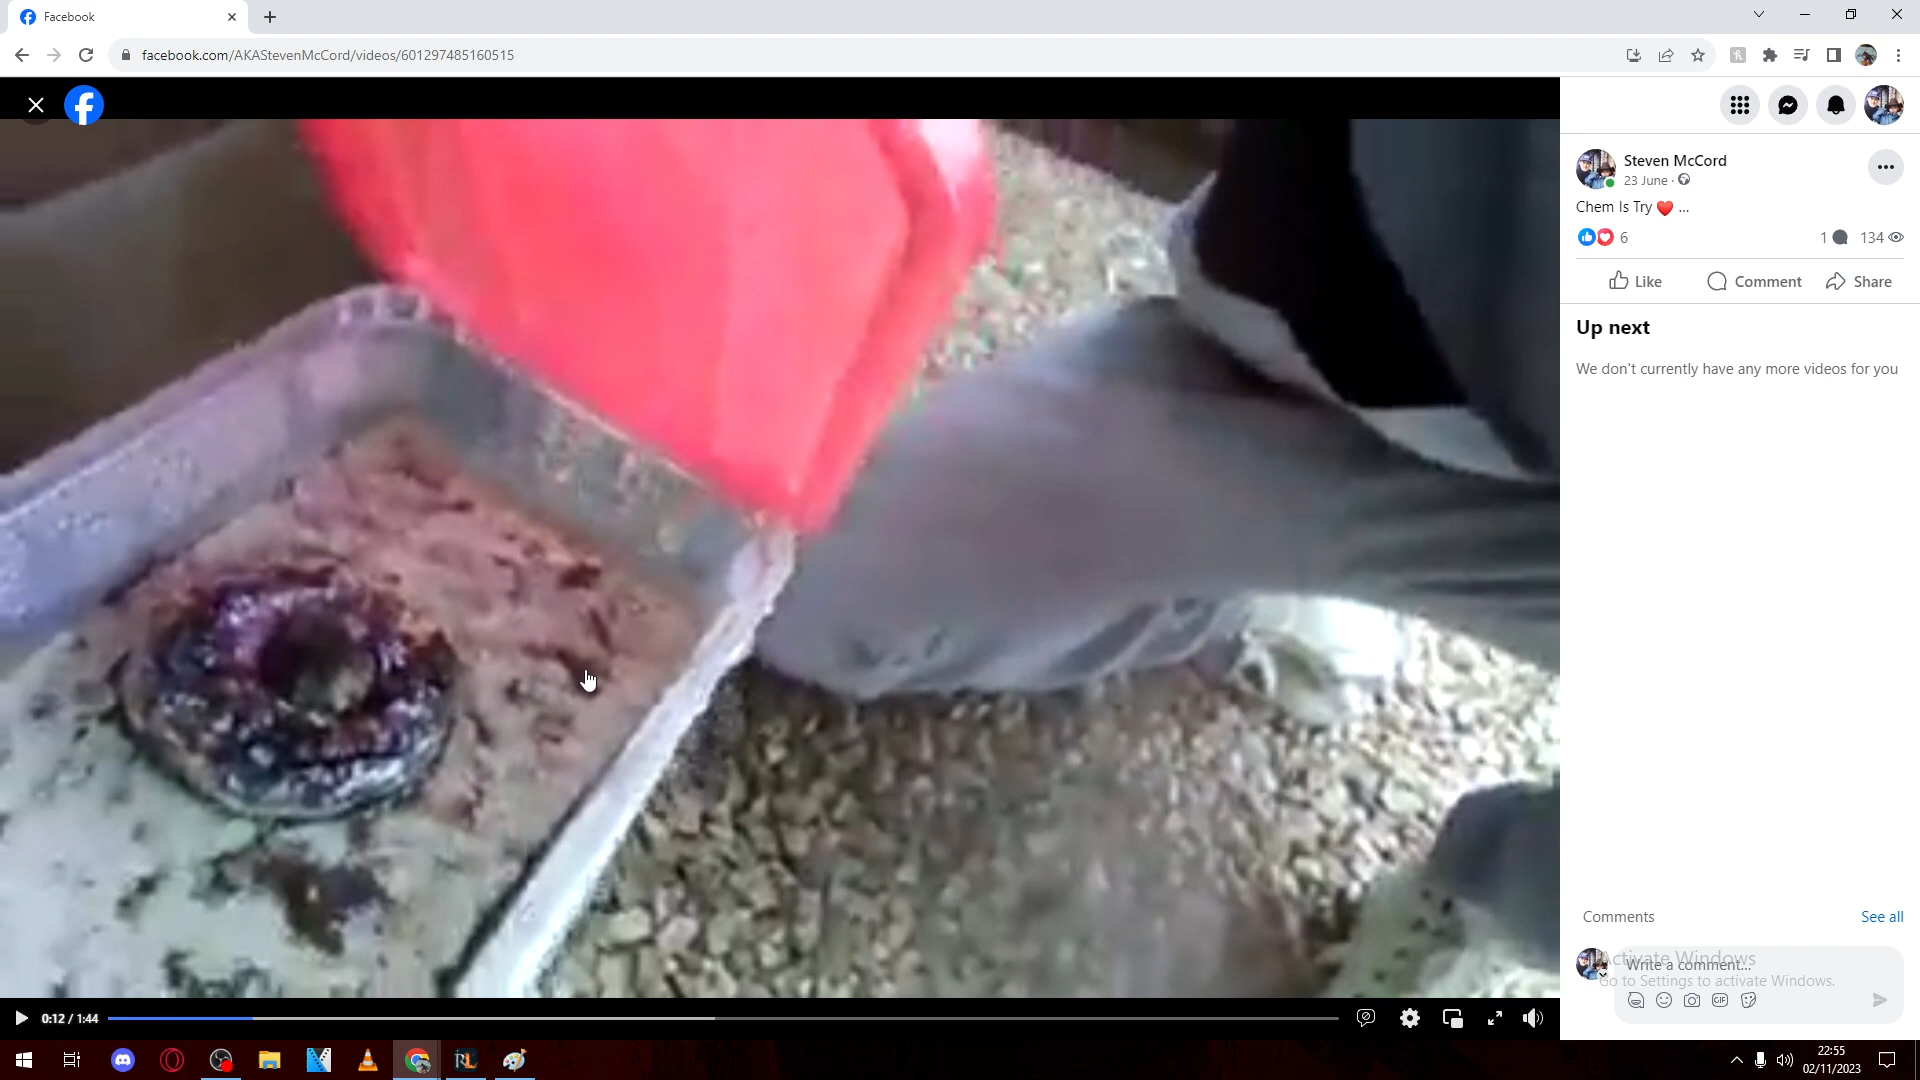 Facebook
facebook.com/AKAStevenMcCord/videos/601297485160515
Steven McCord
23 June ·
Chem Is Try ❤️ ...
6
1
134
Like
Comment
Share
Up next
We don't currently have any more videos for you
Comments
See all
Activate Windows
Write a comment...
Go to Settings to activate Windows.
GIF
0:12 / 1:44
RL
22:55
02/11/2023